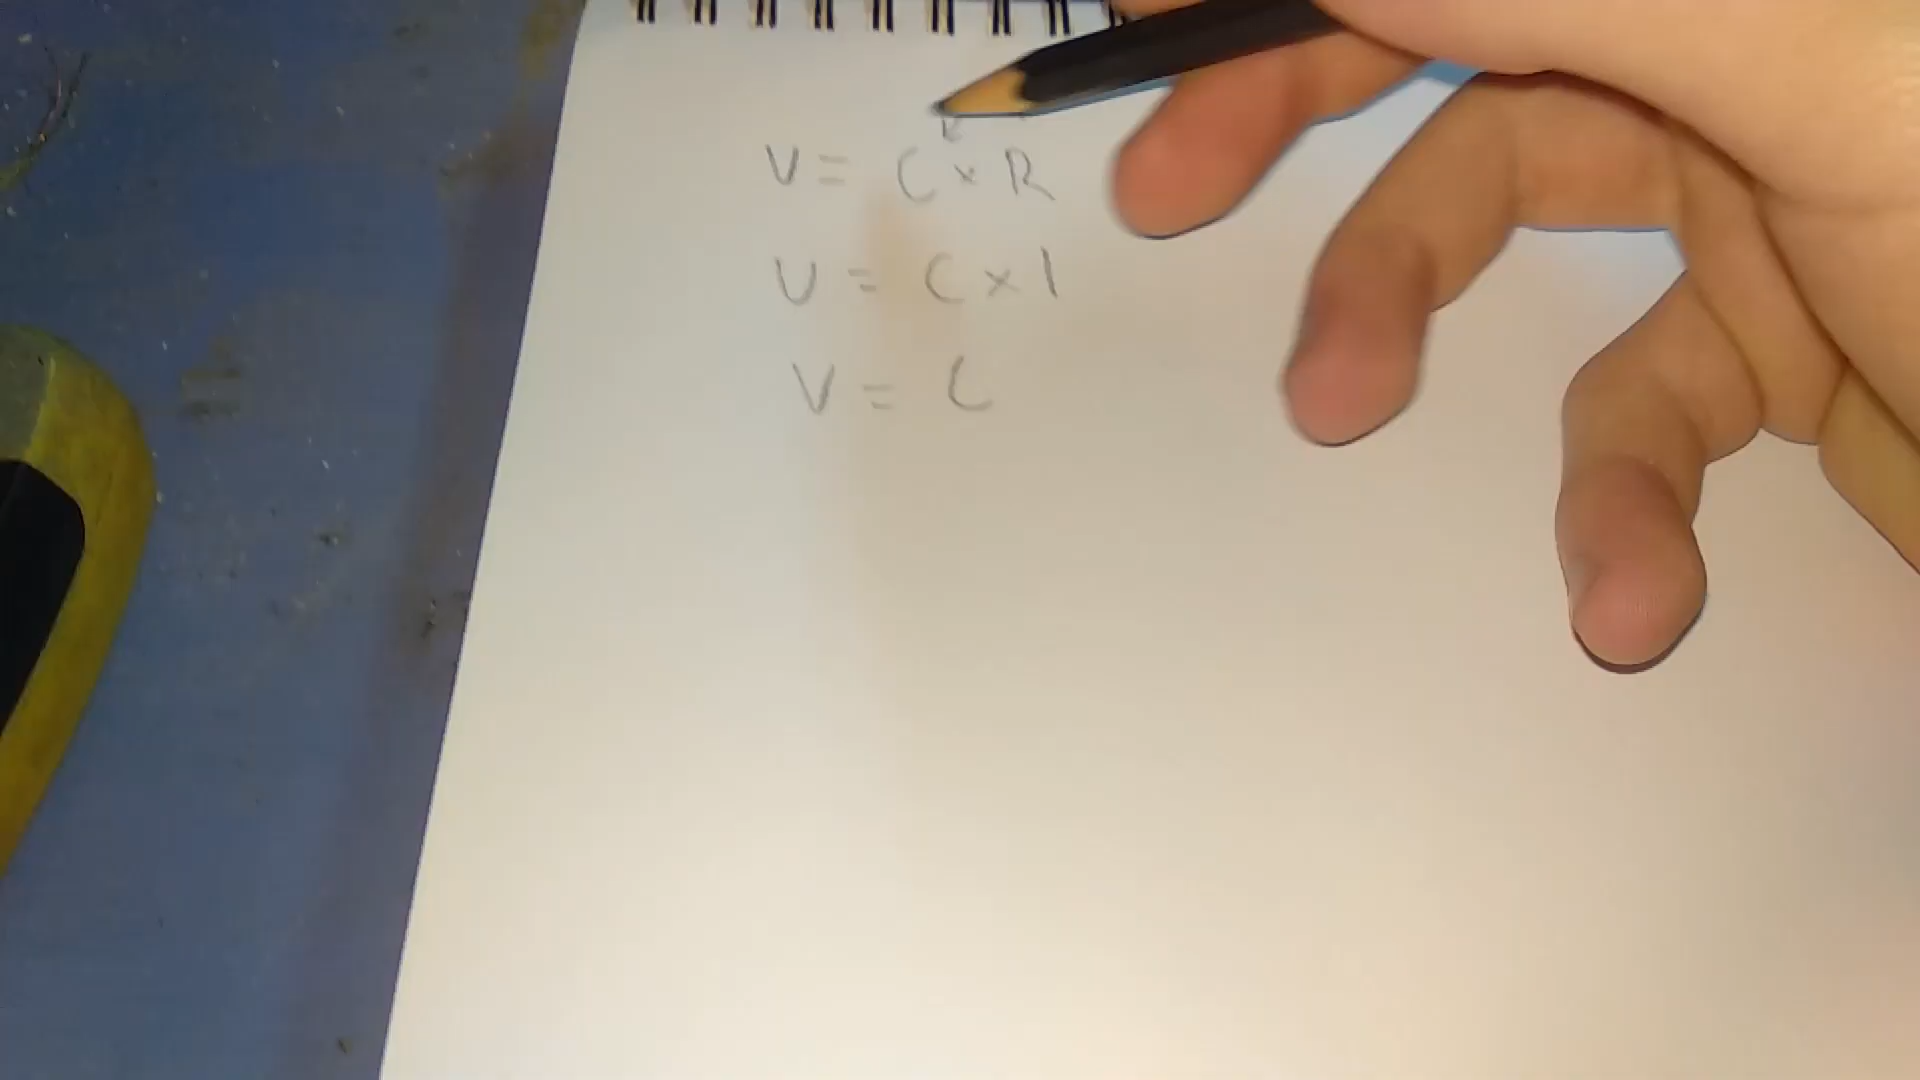 V = C × R
V = C × 1
V = C